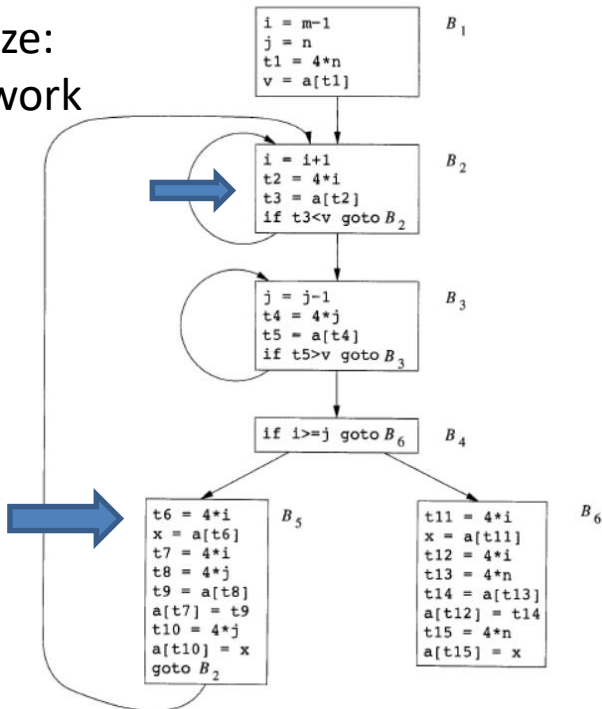 ze:
work
i = m-1
j = n
t1 = 4*n
v = a[t1]
B1
i = i+1
t2 = 4*i
t3 = a[t2]
if t3<v goto B2
B2
j = j-1
t4 = 4*j
t5 = a[t4]
if t5>v goto B3
B3
if i>=j goto B6
B4
t6 = 4*i
x = a[t6]
t7 = 4*i
t8 = 4*j
t9 = a[t8]
a[t7] = t9
t10 = 4*j
a[t10] = x
goto B2
B5
t11 = 4*i
x = a[t11]
t12 = 4*i
t13 = 4*n
t14 = a[t13]
a[t12] = t14
t15 = 4*n
a[t15] = x
B6